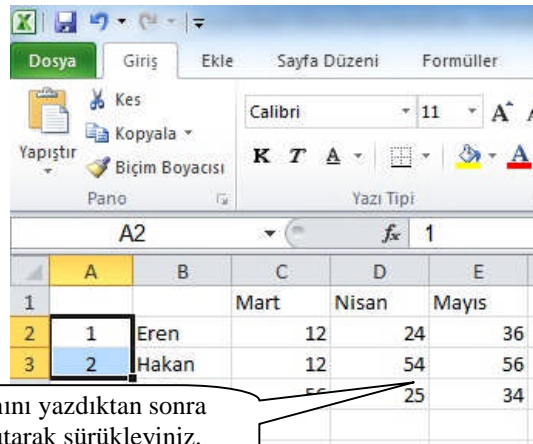 Dosya Giriş Ekle Sayfa Düzeni Formüller
Yapıştır
Kes
Kopyala
Biçim Boyacısı
Pano
Calibri 11 A
K T A A
Yazı Tipi
A2 fx 1
A B C D E
1 Mart Nisan Mayıs
2 1 Eren 12 24 36
3 2 Hakan 12 54 56
25 34
yazdıktan sonra
sürükleyiniz.